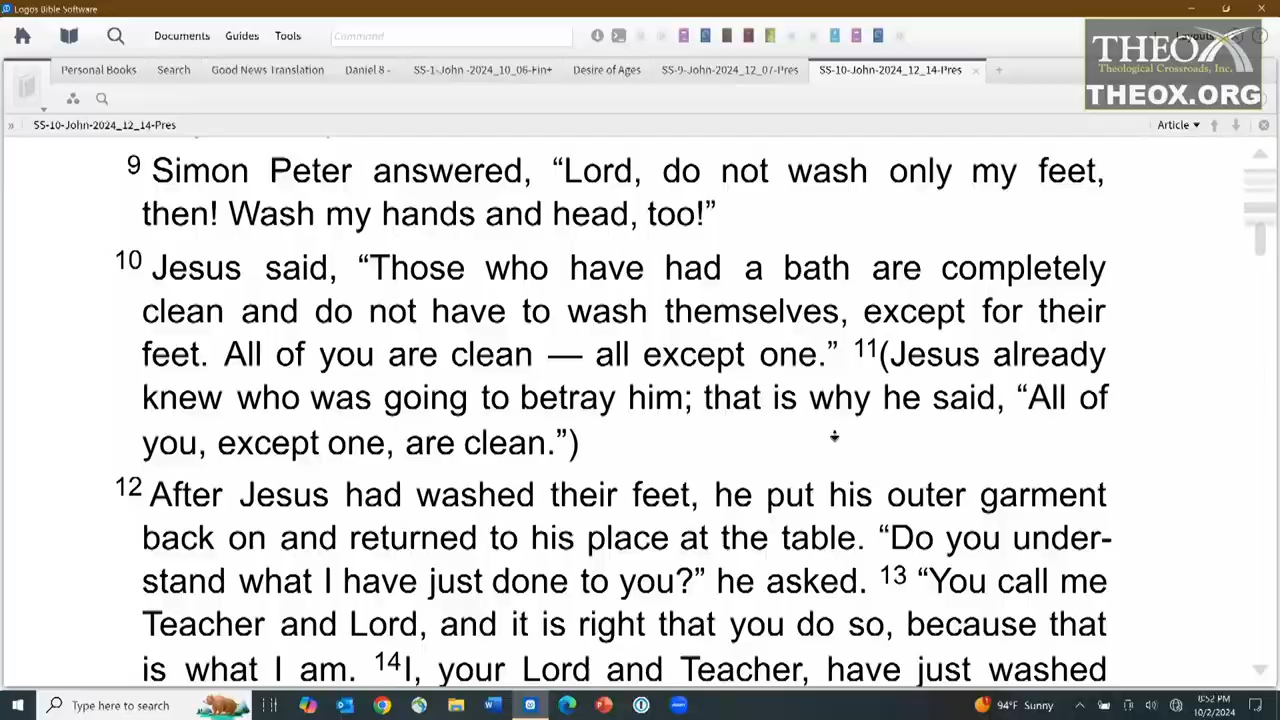 Logos Bible Software
Documents Guides Tools Command
THEOX
Theological Crossroads, Inc.
THEOX.ORG
Personal Books Search Good News Translation Daniel 8 - Desire of Ages SS-9-John-2024_12_07-Pres SS-10-John-2024_12_14-Pres
SS-10-John-2024_12_14-Pres Article
9 Simon Peter answered, “Lord, do not wash only my feet,
then! Wash my hands and head, too!”
10 Jesus said, “Those who have had a bath are completely
clean and do not have to wash themselves, except for their
feet. All of you are clean — all except one.” 11(Jesus already
knew who was going to betray him; that is why he said, “All of
you, except one, are clean.”)
12 After Jesus had washed their feet, he put his outer garment
back on and returned to his place at the table. “Do you under-
stand what I have just done to you?” he asked. 13 “You call me
Teacher and Lord, and it is right that you do so, because that
is what I am. 14I, your Lord and Teacher, have just washed
Type here to search 94°F Sunny 8:52 PM
10/2/2024